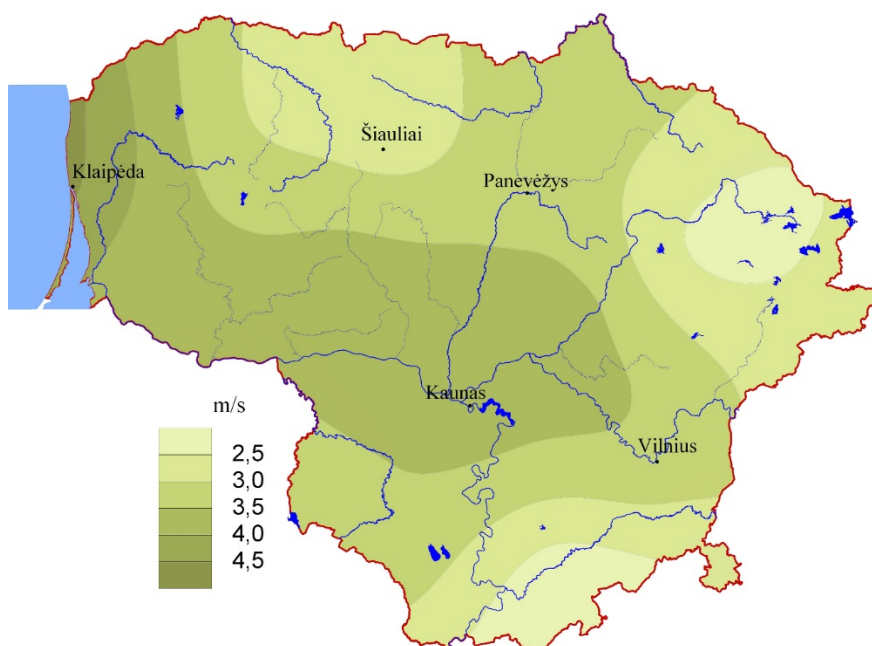 Šiauliai
Klaipėda
Panevėžys
Kaunas
Vilnius
m/s
2,5
3,0
3,5
4,0
4,5